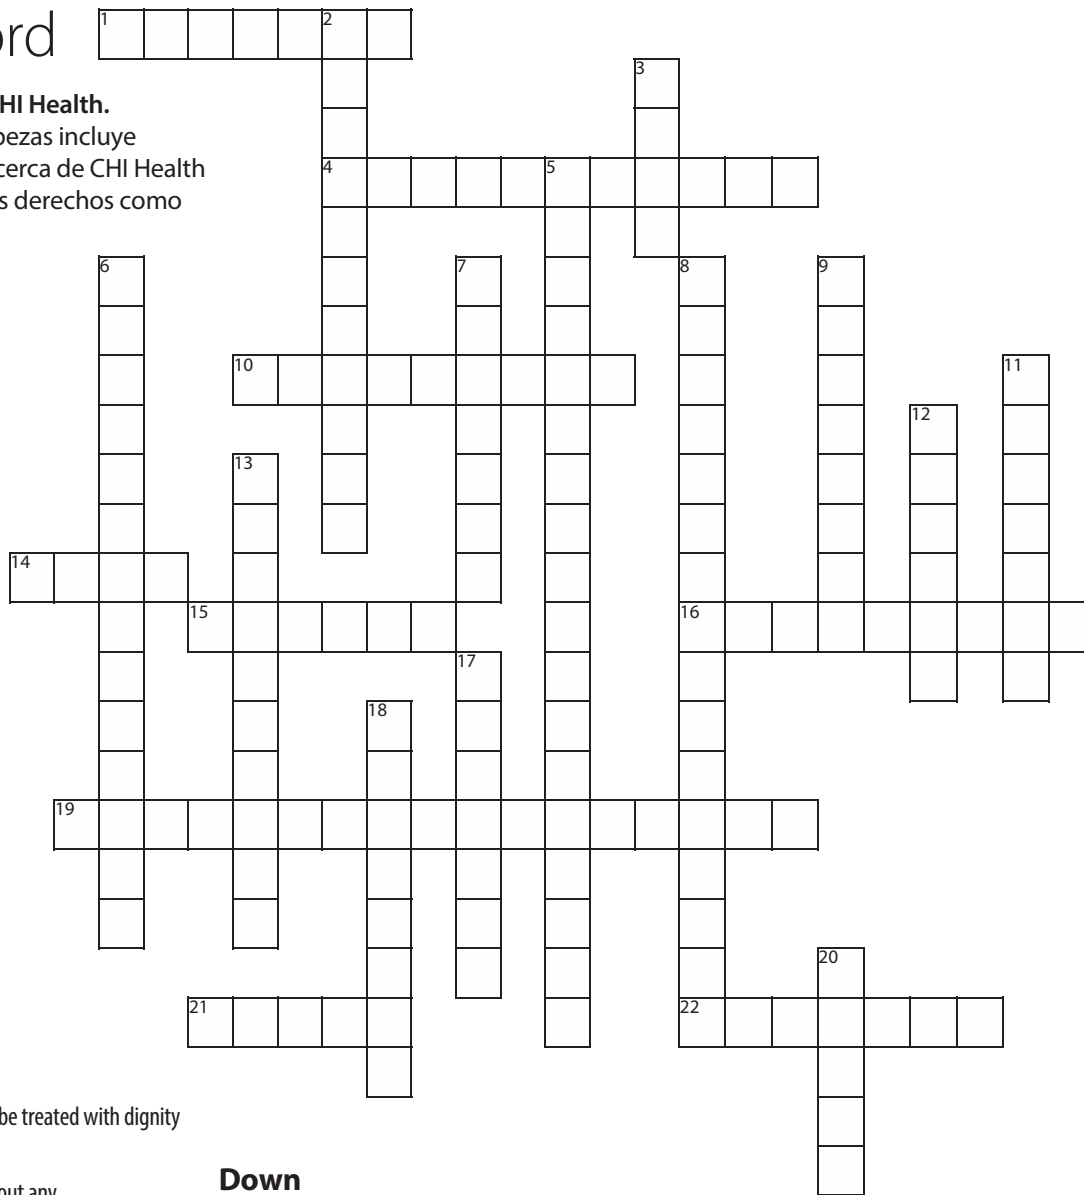 ord
HI Health.
bezas incluye
cerca de CHI Health
s derechos como
1 2
3
4 5
6 7 8 9
10 11
12
13
14
15 16
17
18
19
20
21 22
be treated with dignity
out any
Down